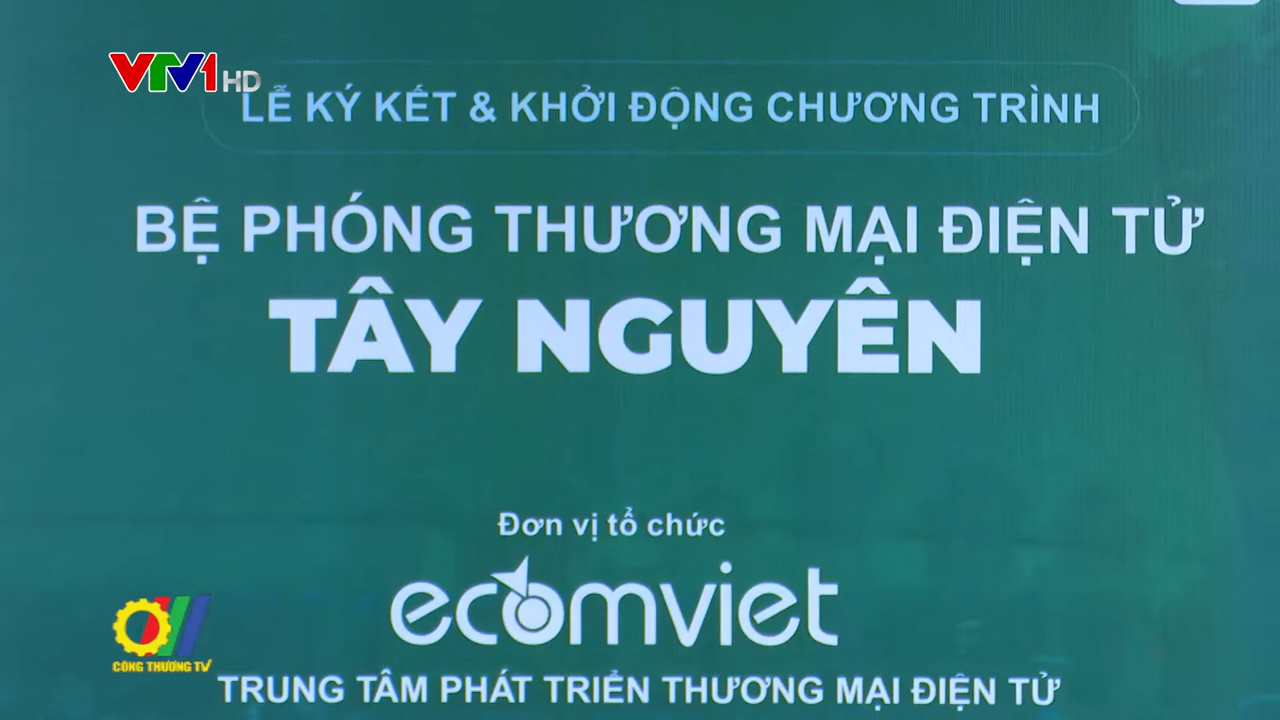 VTV1 HD
LỄ KÝ KẾT & KHỞI ĐỘNG CHƯƠNG TRÌNH
BỆ PHÓNG THƯƠNG MẠI ĐIỆN TỬ
TÂY NGUYÊN
Đơn vị tổ chức
ecomviet
CÔNG THƯƠNG TV
TRUNG TÂM PHÁT TRIỂN THƯƠNG MẠI ĐIỆN TỬ